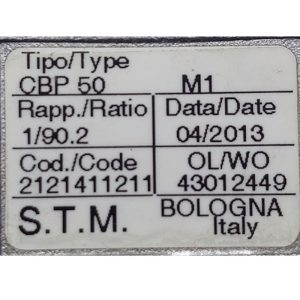 Tipo/Type
CBP 50 M1
Rapp./Ratio Data/Date
1/90.2 04/2013
Cod./Code OL/WO
2121411211 43012449
S.T.M. BOLOGNA
Italy